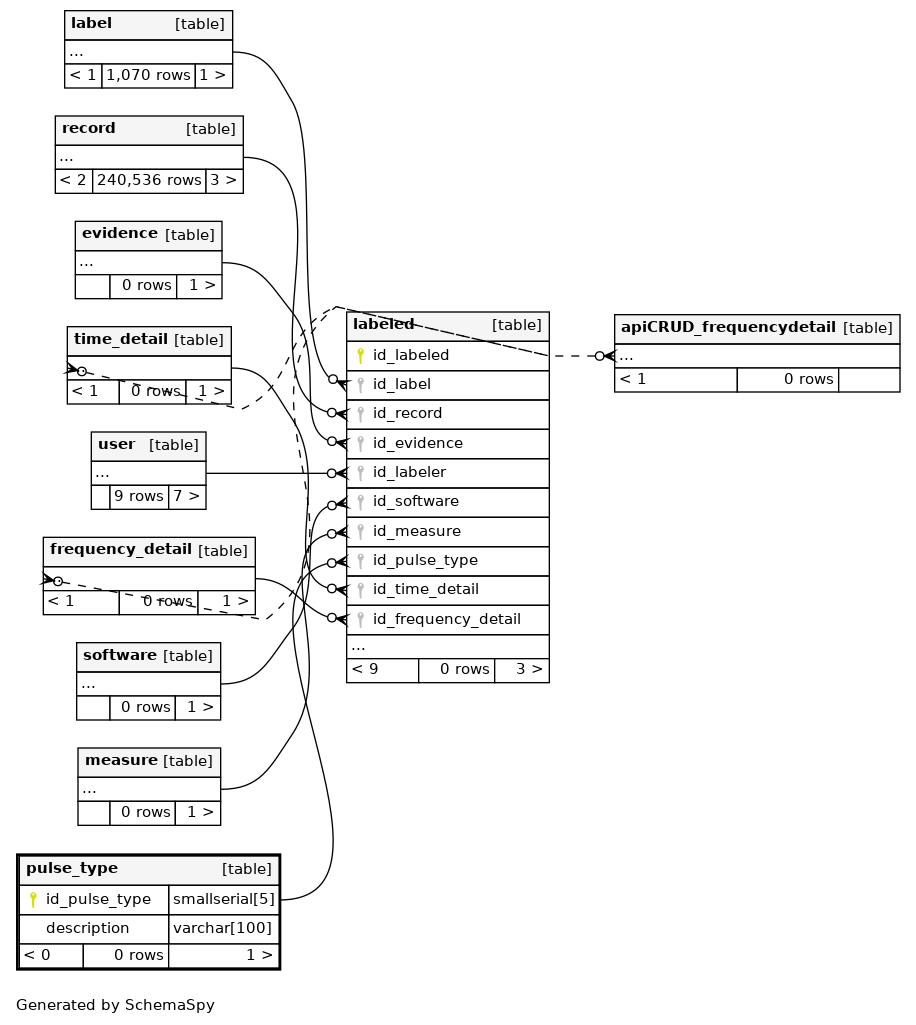 label [table]
...
< 1 1,070 rows 1 >
record [table]
...
< 2 240,536 rows 3 >
evidence [table]
...
0 rows 1 >
time_detail [table]
< 1 0 rows 1 >
user [table]
...
9 rows 7 >
frequency_detail [table]
< 1 0 rows 1 >
software [table]
...
0 rows 1 >
measure [table]
...
0 rows 1 >
pulse_type [table]
id_pulse_type smallserial[5]
description varchar[100]
< 0 0 rows 1 >
labeled [table]
id_labeled
id_label
id_record
id_evidence
id_labeler
id_software
id_measure
id_pulse_type
id_time_detail
id_frequency_detail
...
< 9 0 rows 3 >
apiCRUD_frequencydetail [table]
...
< 1 0 rows
Generated by SchemaSpy